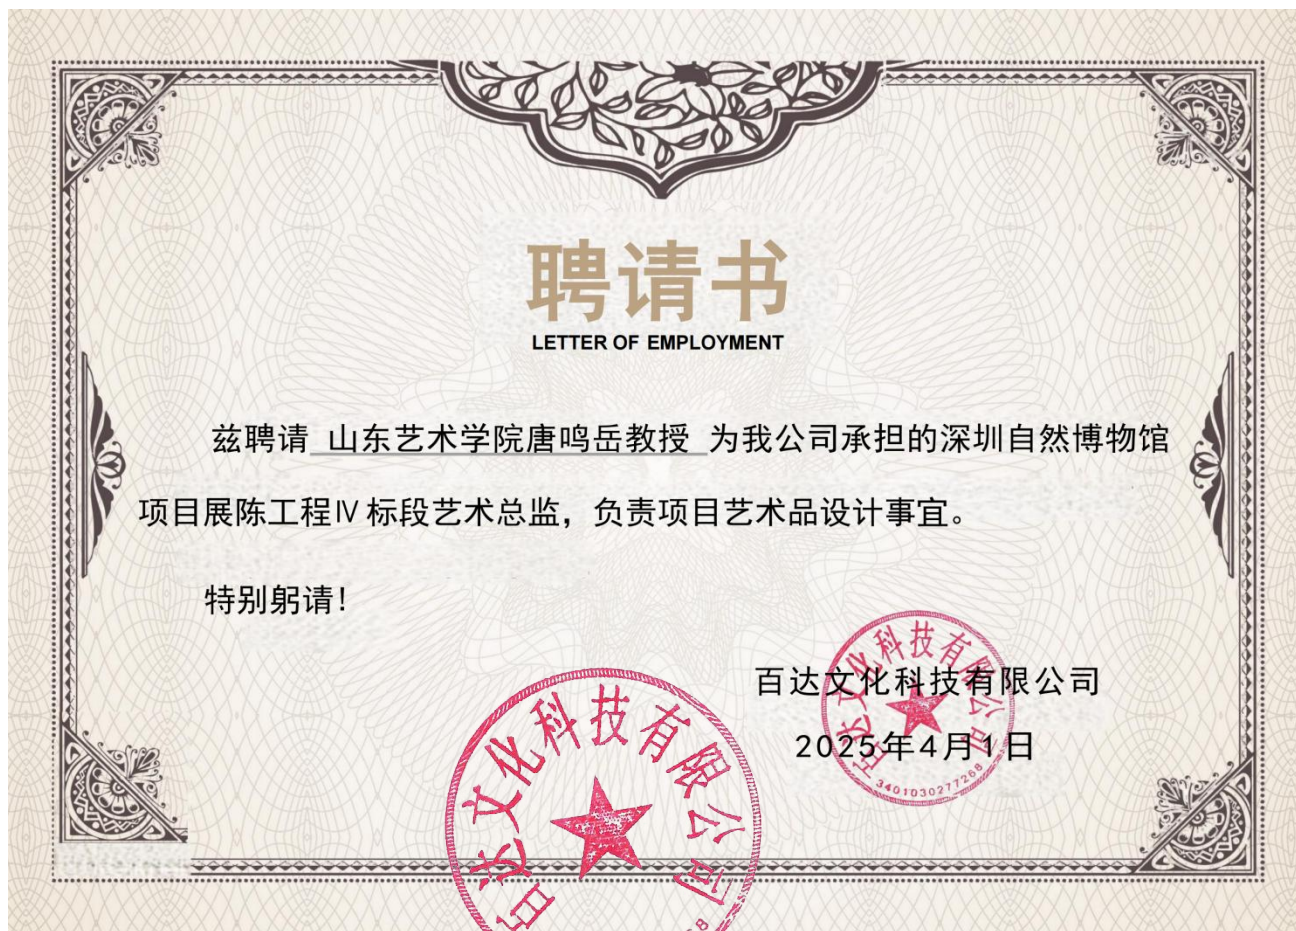 聘请书
LETTER OF EMPLOYMENT
兹聘请 山东艺术学院唐鸣岳教授 为我公司承担的深圳自然博物馆
项目展陈工程IV 标段艺术总监，负责项目艺术品设计事宜。
特别躬请！
百达文化科技有限公司
2025年4月1日
百达文化科技有限公司
3401030277268
百达文化科技有限公司
68